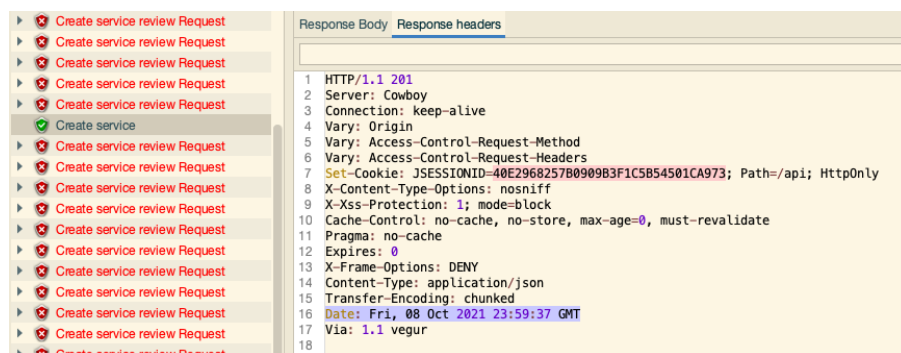 Create service review Request
Create service review Request
Create service review Request
Create service review Request
Create service review Request
Create service
Create service review Request
Create service review Request
Create service review Request
Create service review Request
Create service review Request
Create service review Request
Create service review Request
Create service review Request
Create service review Request
Create service review Request
Create service review Request
Response Body Response headers
1 HTTP/1.1 201
2 Server: Cowboy
3 Connection: keep-alive
4 Vary: Origin
5 Vary: Access-Control-Request-Method
6 Vary: Access-Control-Request-Headers
7 Set-Cookie: JSESSIONID=40E2968257B0909B3F1C5B54501CA973; Path=/api; HttpOnly
8 X-Content-Type-Options: nosniff
9 X-Xss-Protection: 1; mode=block
10 Cache-Control: no-cache, no-store, max-age=0, must-revalidate
11 Pragma: no-cache
12 Expires: 0
13 X-Frame-Options: DENY
14 Content-Type: application/json
15 Transfer-Encoding: chunked
16 Date: Fri, 08 Oct 2021 23:59:37 GMT
17 Via: 1.1 vegur
18